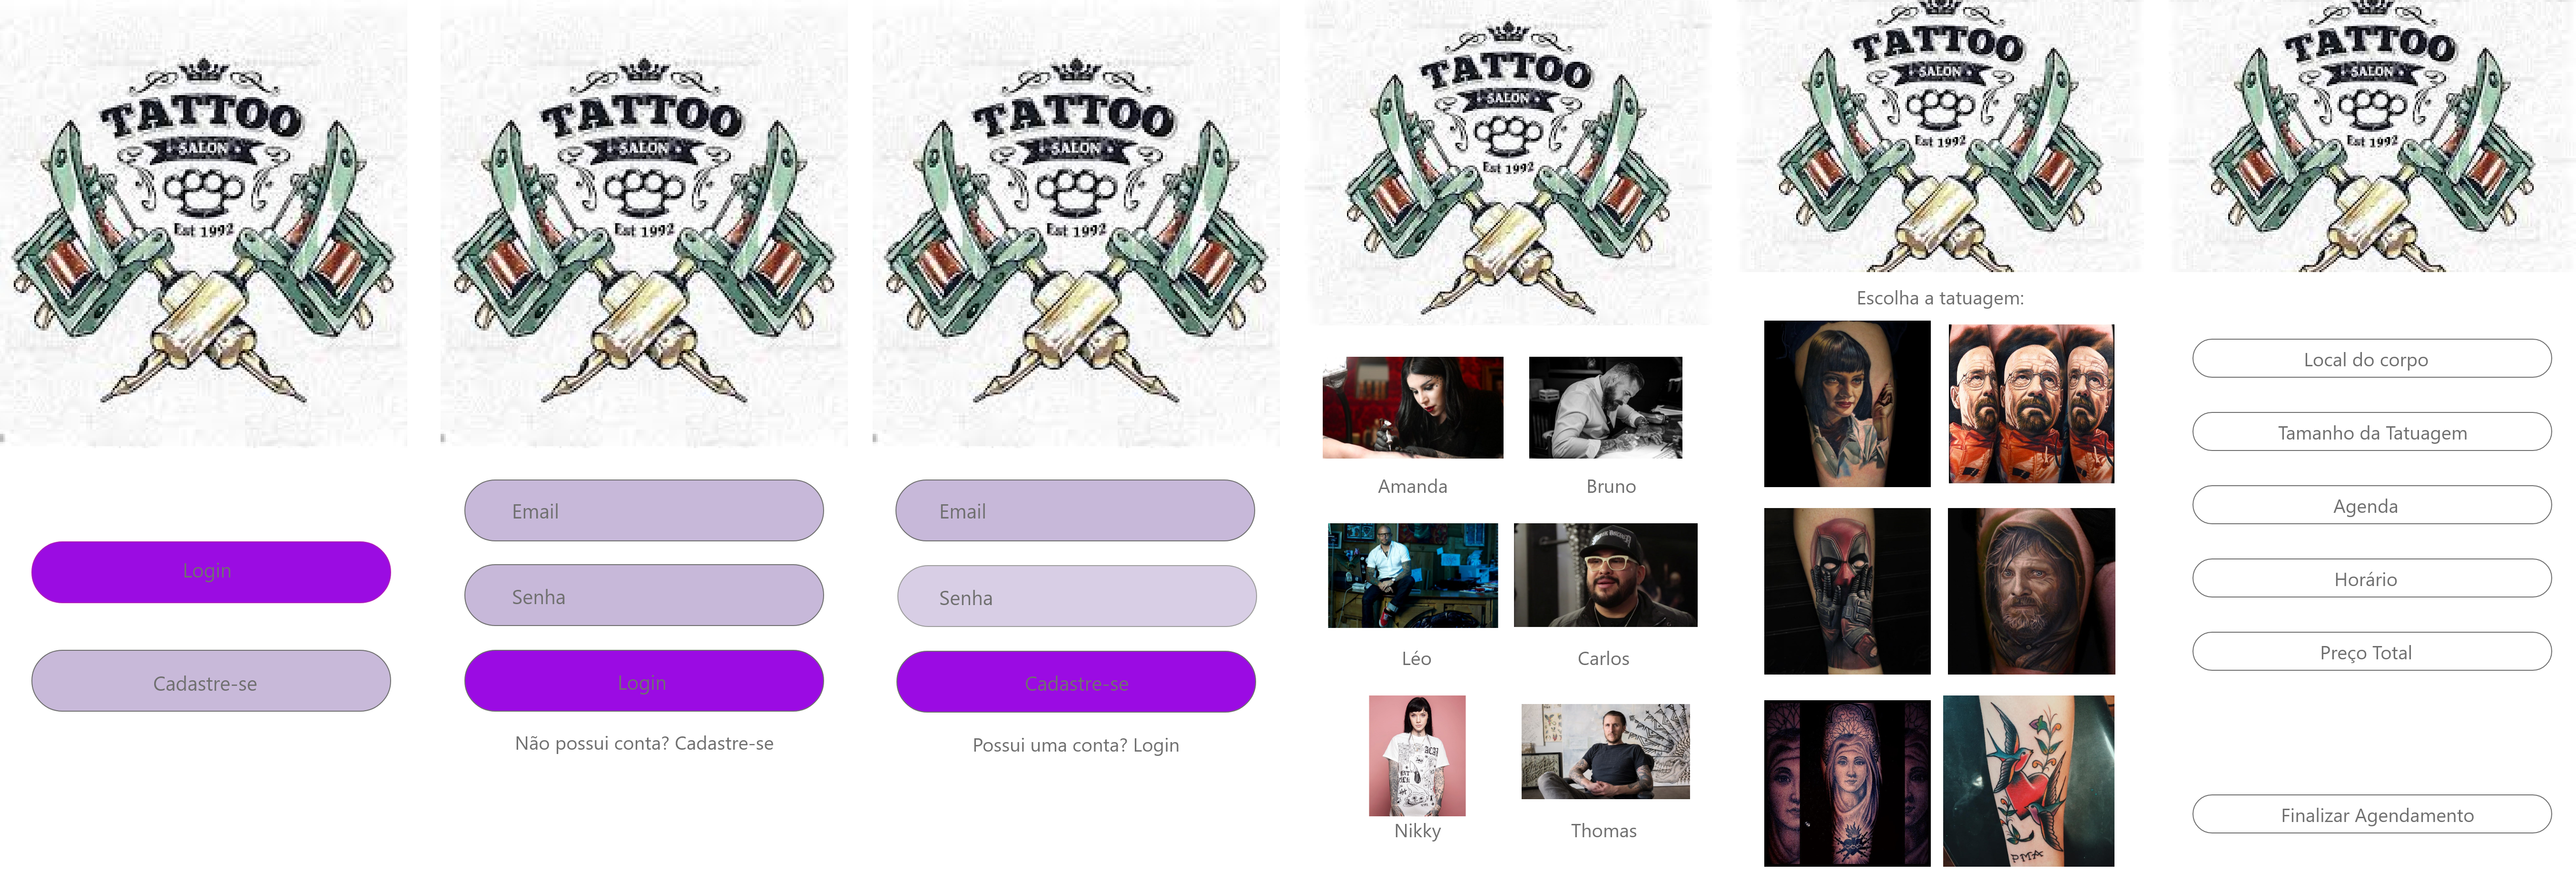 TATTOO
SALON
Est 1992
Login
Cadastre-se
TATTOO
SALON
Est 1992
Email
Senha
Login
Não possui conta? Cadastre-se
TATTOO
SALON
Est 1992
Email
Senha
Cadastre-se
Possui uma conta? Login
TATTOO
SALON
Est 1992
Amanda
Bruno
Léo
Carlos
Nikky
Thomas
TATTOO
SALON
Est 1992
Escolha a tatuagem:
PMA
TATTOO
SALON
Est 1992
Local do corpo
Tamanho da Tatuagem
Agenda
Horário
Preço Total
Finalizar Agendamento